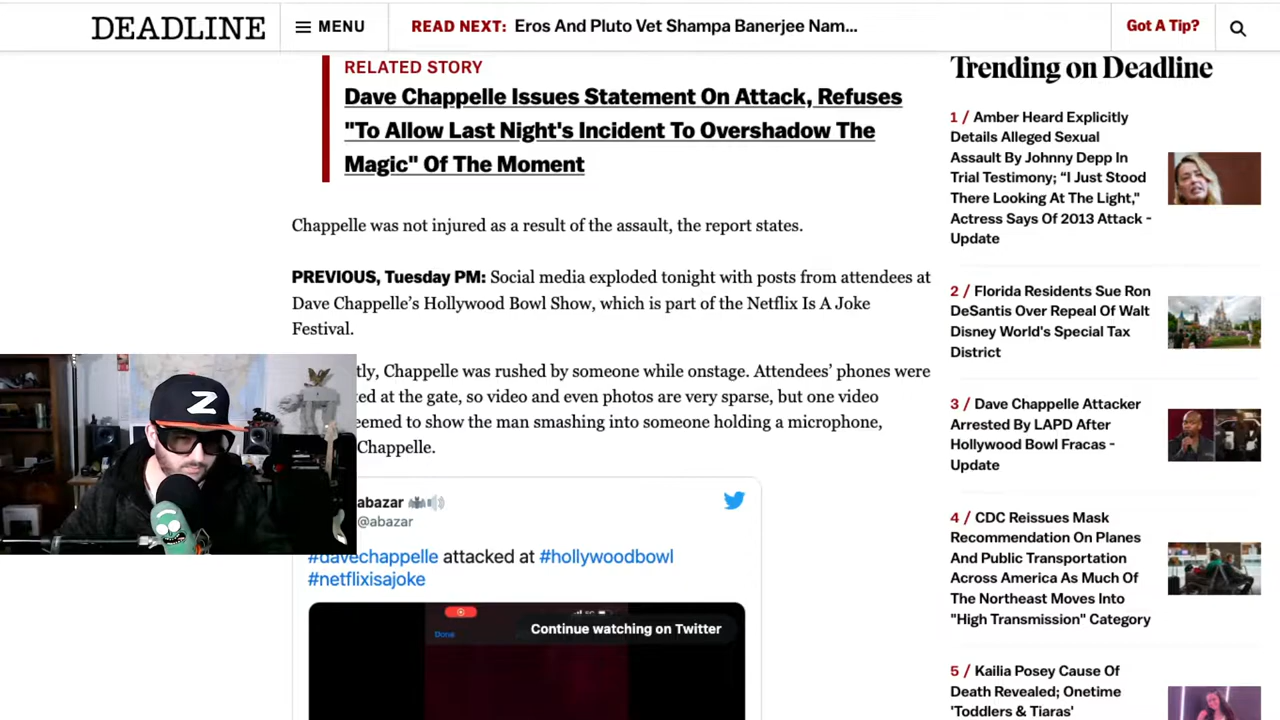 DEADLINE
MENU
READ NEXT: Eros And Pluto Vet Shampa Banerjee Nam...
Got A Tip?
RELATED STORY
Dave Chappelle Issues Statement On Attack, Refuses
"To Allow Last Night's Incident To Overshadow The
Magic" Of The Moment
Chappelle was not injured as a result of the assault, the report states.
PREVIOUS, Tuesday PM: Social media exploded tonight with posts from attendees at
Dave Chappelle's Hollywood Bowl Show, which is part of the Netflix Is A Joke
Festival.
tly, Chappelle was rushed by someone while onstage. Attendees' phones were
ed at the gate, so video and even photos are very sparse, but one video
eemed to show the man smashing into someone holding a microphone,
Chappelle.
abazar
@abazar
#davechappelle attacked at #hollywoodbowl
#netflixisajoke
Done
Continue watching on Twitter
Z
Trending on Deadline
1 / Amber Heard Explicitly
Details Alleged Sexual
Assault By Johnny Depp In
Trial Testimony; "I Just Stood
There Looking At The Light,"
Actress Says Of 2013 Attack -
Update
2 / Florida Residents Sue Ron
DeSantis Over Repeal Of Walt
Disney World's Special Tax
District
3 / Dave Chappelle Attacker
Arrested By LAPD After
Hollywood Bowl Fracas -
Update
4 / CDC Reissues Mask
Recommendation On Planes
And Public Transportation
Across America As Much Of
The Northeast Moves Into
"High Transmission" Category
5 / Kailia Posey Cause Of
Death Revealed; Onetime
'Toddlers & Tiaras'